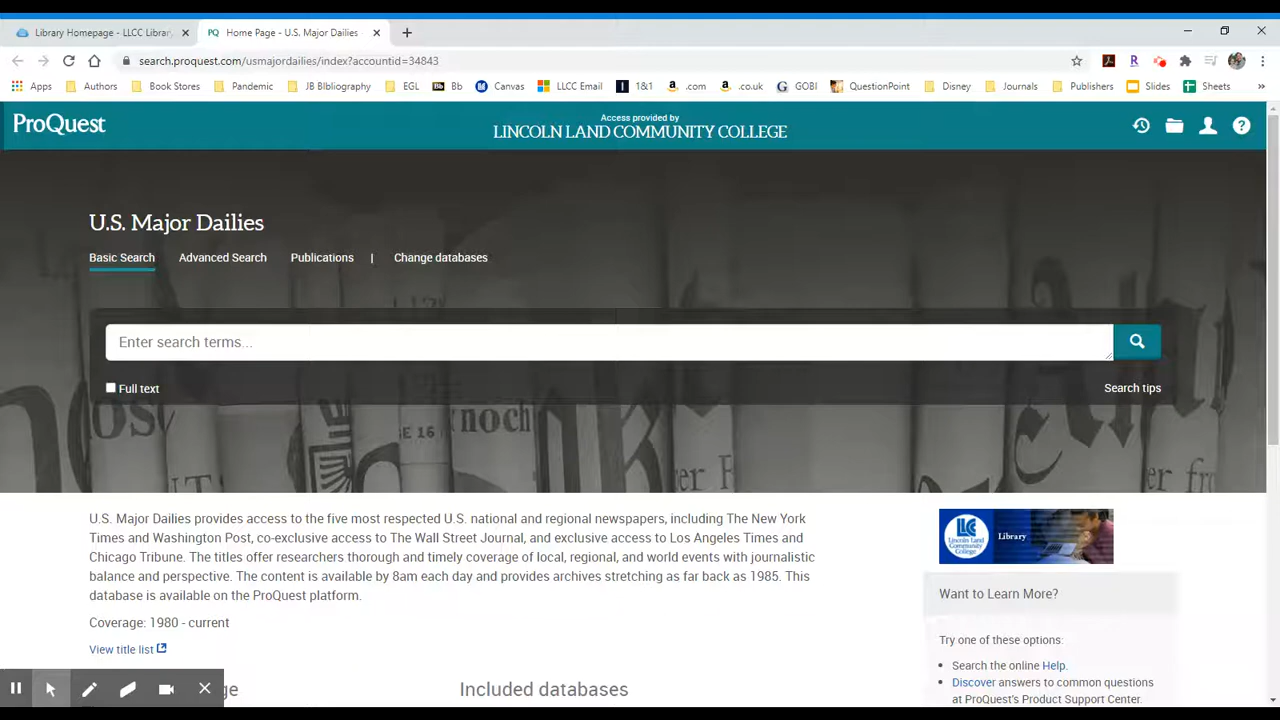 Library Homepage - LLCC Library
PQ Home Page - U.S. Major Dailies
search.proquest.com/usmajordailies/index?accountid=34843
Apps Authors Book Stores Pandemic JB BIbliography EGL Bb Bb Canvas LLCC Email 1&1 .com .co.uk G GOBI QuestionPoint Disney Journals Publishers Slides Sheets »
ProQuest
Access provided by
LINCOLN LAND COMMUNITY COLLEGE
U.S. Major Dailies
Basic Search Advanced Search Publications | Change databases
Enter search terms...
Full text
Search tips
U.S. Major Dailies provides access to the five most respected U.S. national and regional newspapers, including The New York
Times and Washington Post, co-exclusive access to The Wall Street Journal, and exclusive access to Los Angeles Times and
Chicago Tribune. The titles offer researchers thorough and timely coverage of local, regional, and world events with journalistic
balance and perspective. The content is available by 8am each day and provides archives stretching as far back as 1985. This
database is available on the ProQuest platform.
Coverage: 1980 - current
View title list
Included databases
LLCC
Lincoln Land
Community
College
Library
Want to Learn More?
Try one of these options:
Search the online Help.
Discover answers to common questions
at ProQuest's Product Support Center.